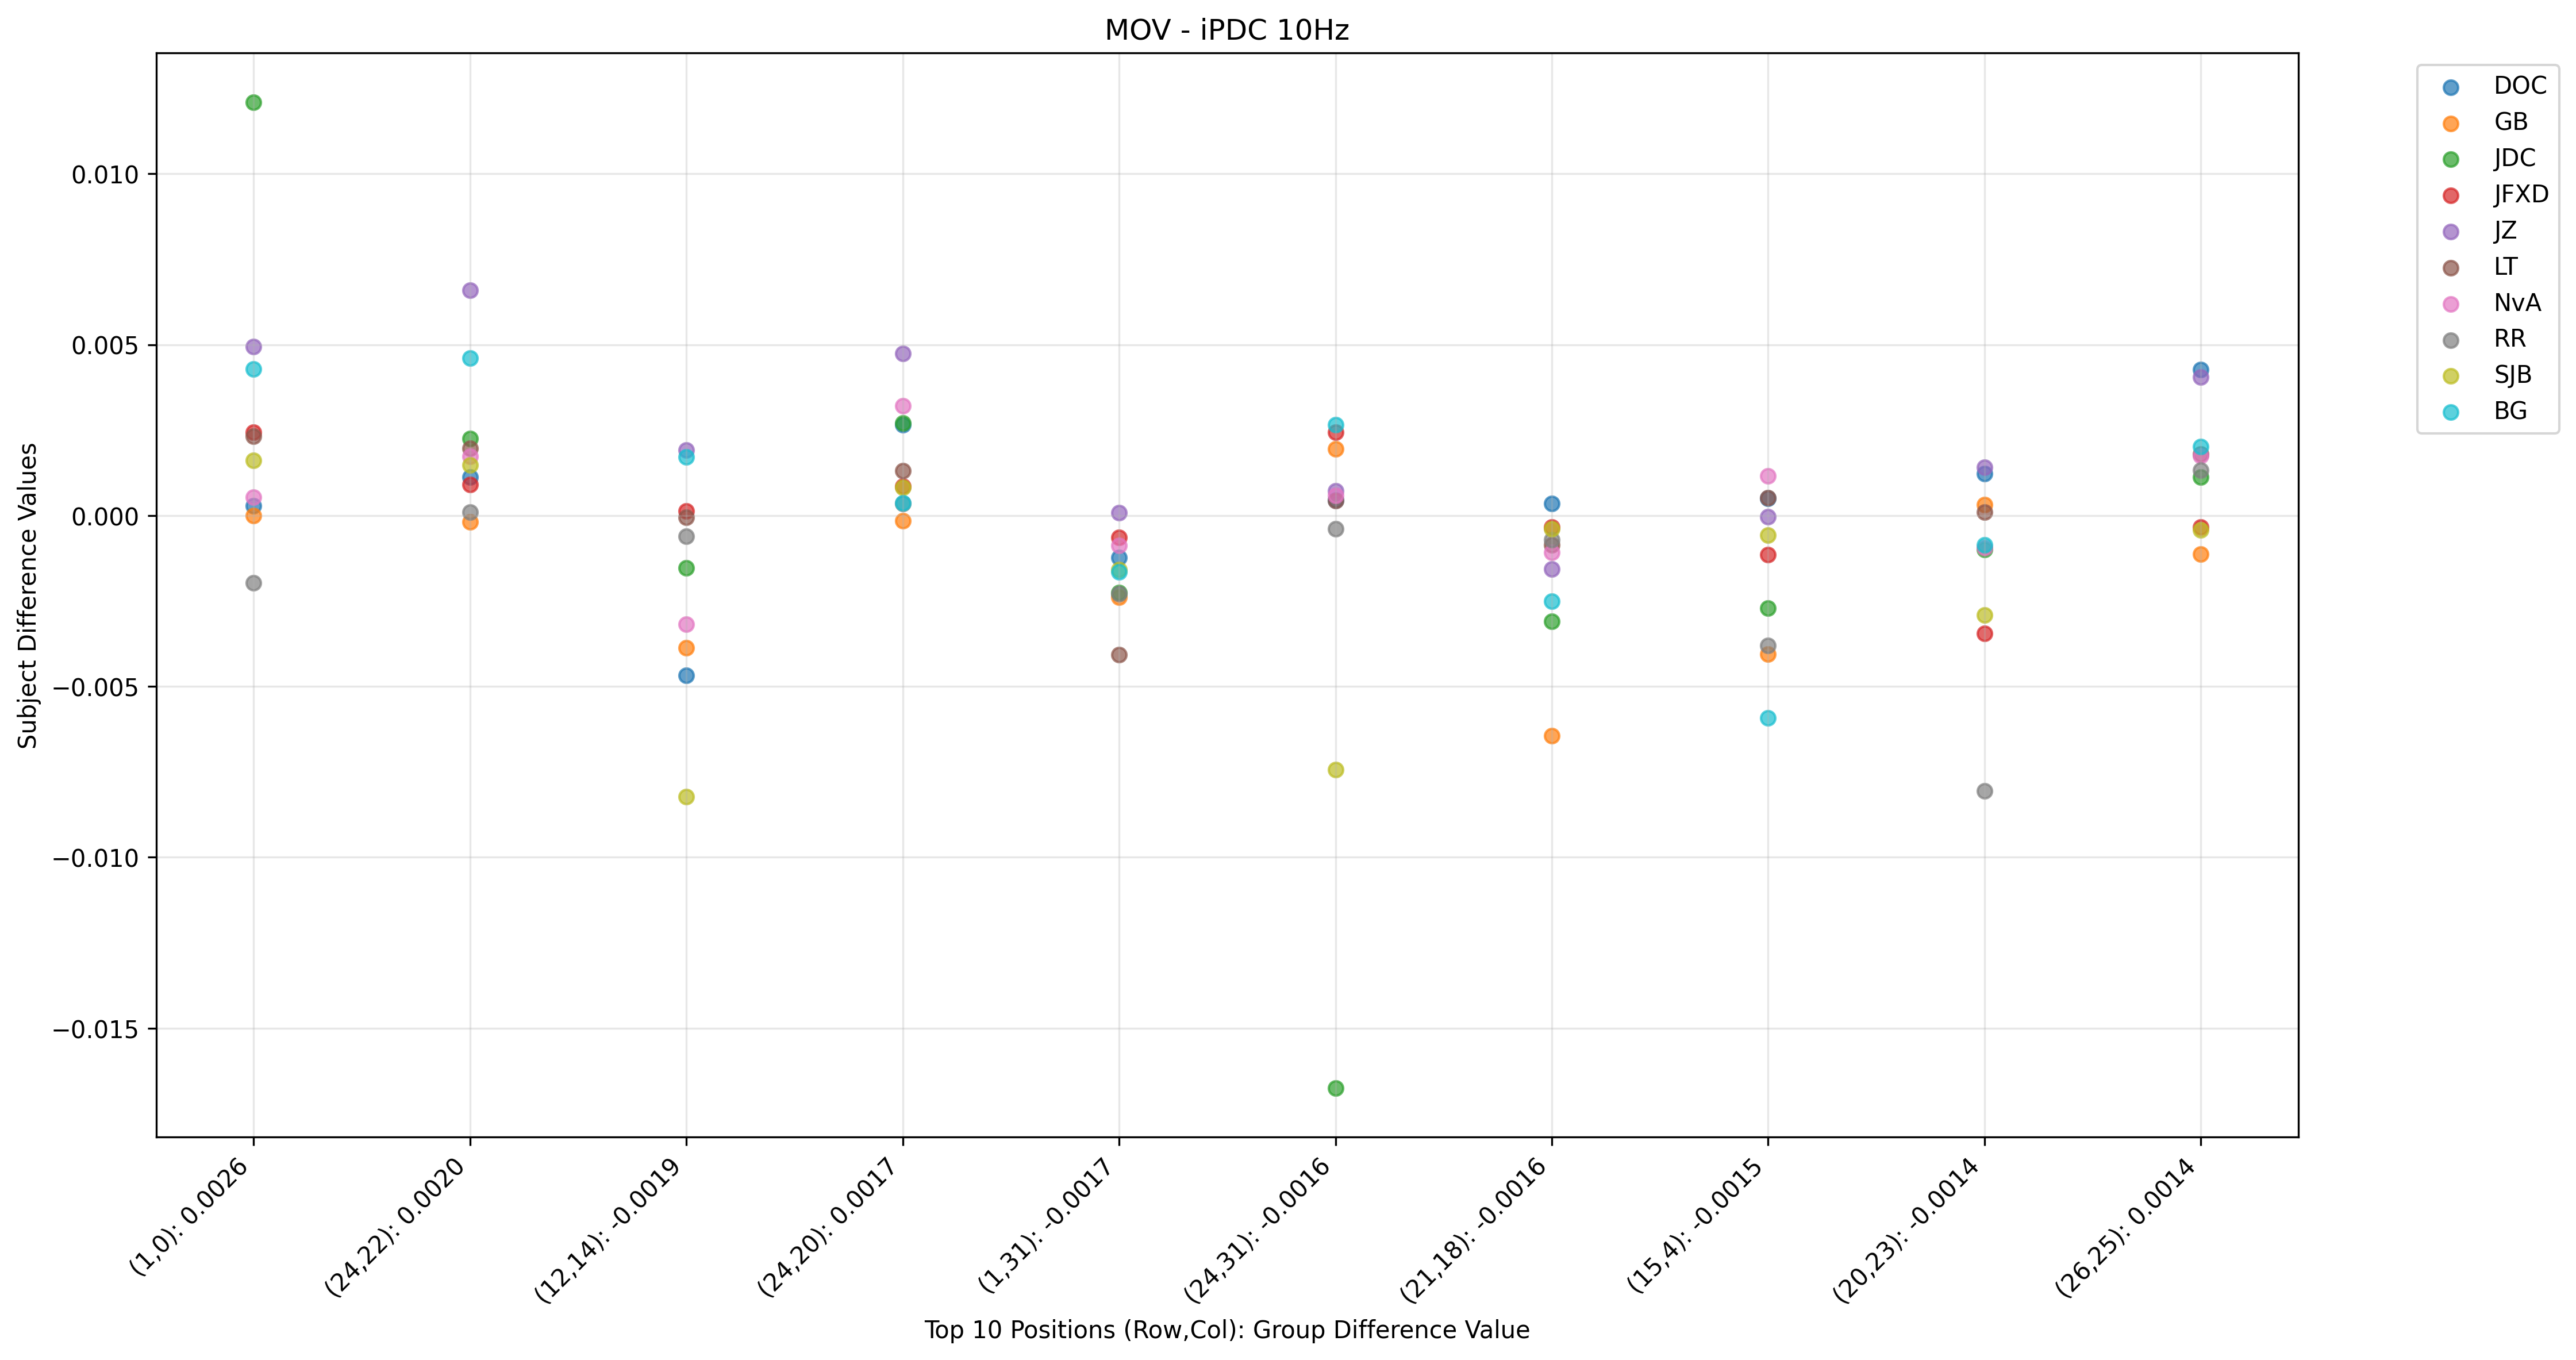 MOV - iPDC 10Hz
DOC
GB
JDC
JFXD
JZ
LT
NvA
RR
SJB
BG
Subject Difference Values
0.010
0.005
0.000
−0.005
−0.010
−0.015
(1,0): 0.0026
(24,22): 0.0020
(12,14): -0.0019
(24,20): 0.0017
(1,31): -0.0017
(24,31): -0.0016
(21,18): -0.0016
(15,4): -0.0015
(20,23): -0.0014
(26,25): 0.0014
Top 10 Positions (Row,Col): Group Difference Value